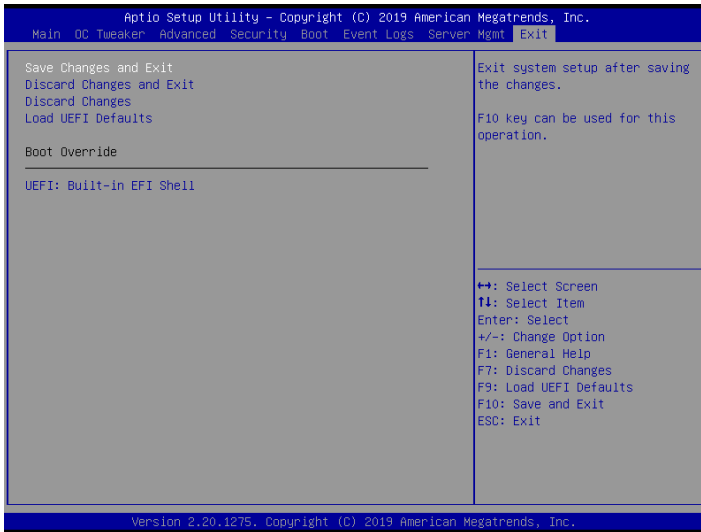 Aptio Setup Utility – Copyright (C) 2019 American Megatrends, Inc.
Main OC Tweaker Advanced Security Boot Event Logs Server Mgmt Exit
Save Changes and Exit
Discard Changes and Exit
Discard Changes
Load UEFI Defaults
Boot Override
UEFI: Built-in EFI Shell
Exit system setup after saving
the changes.
F10 key can be used for this
operation.
↔: Select Screen
↑↓: Select Item
Enter: Select
+/-: Change Option
F1: General Help
F7: Discard Changes
F9: Load UEFI Defaults
F10: Save and Exit
ESC: Exit
Version 2.20.1275. Copyright (C) 2019 American Megatrends, Inc.